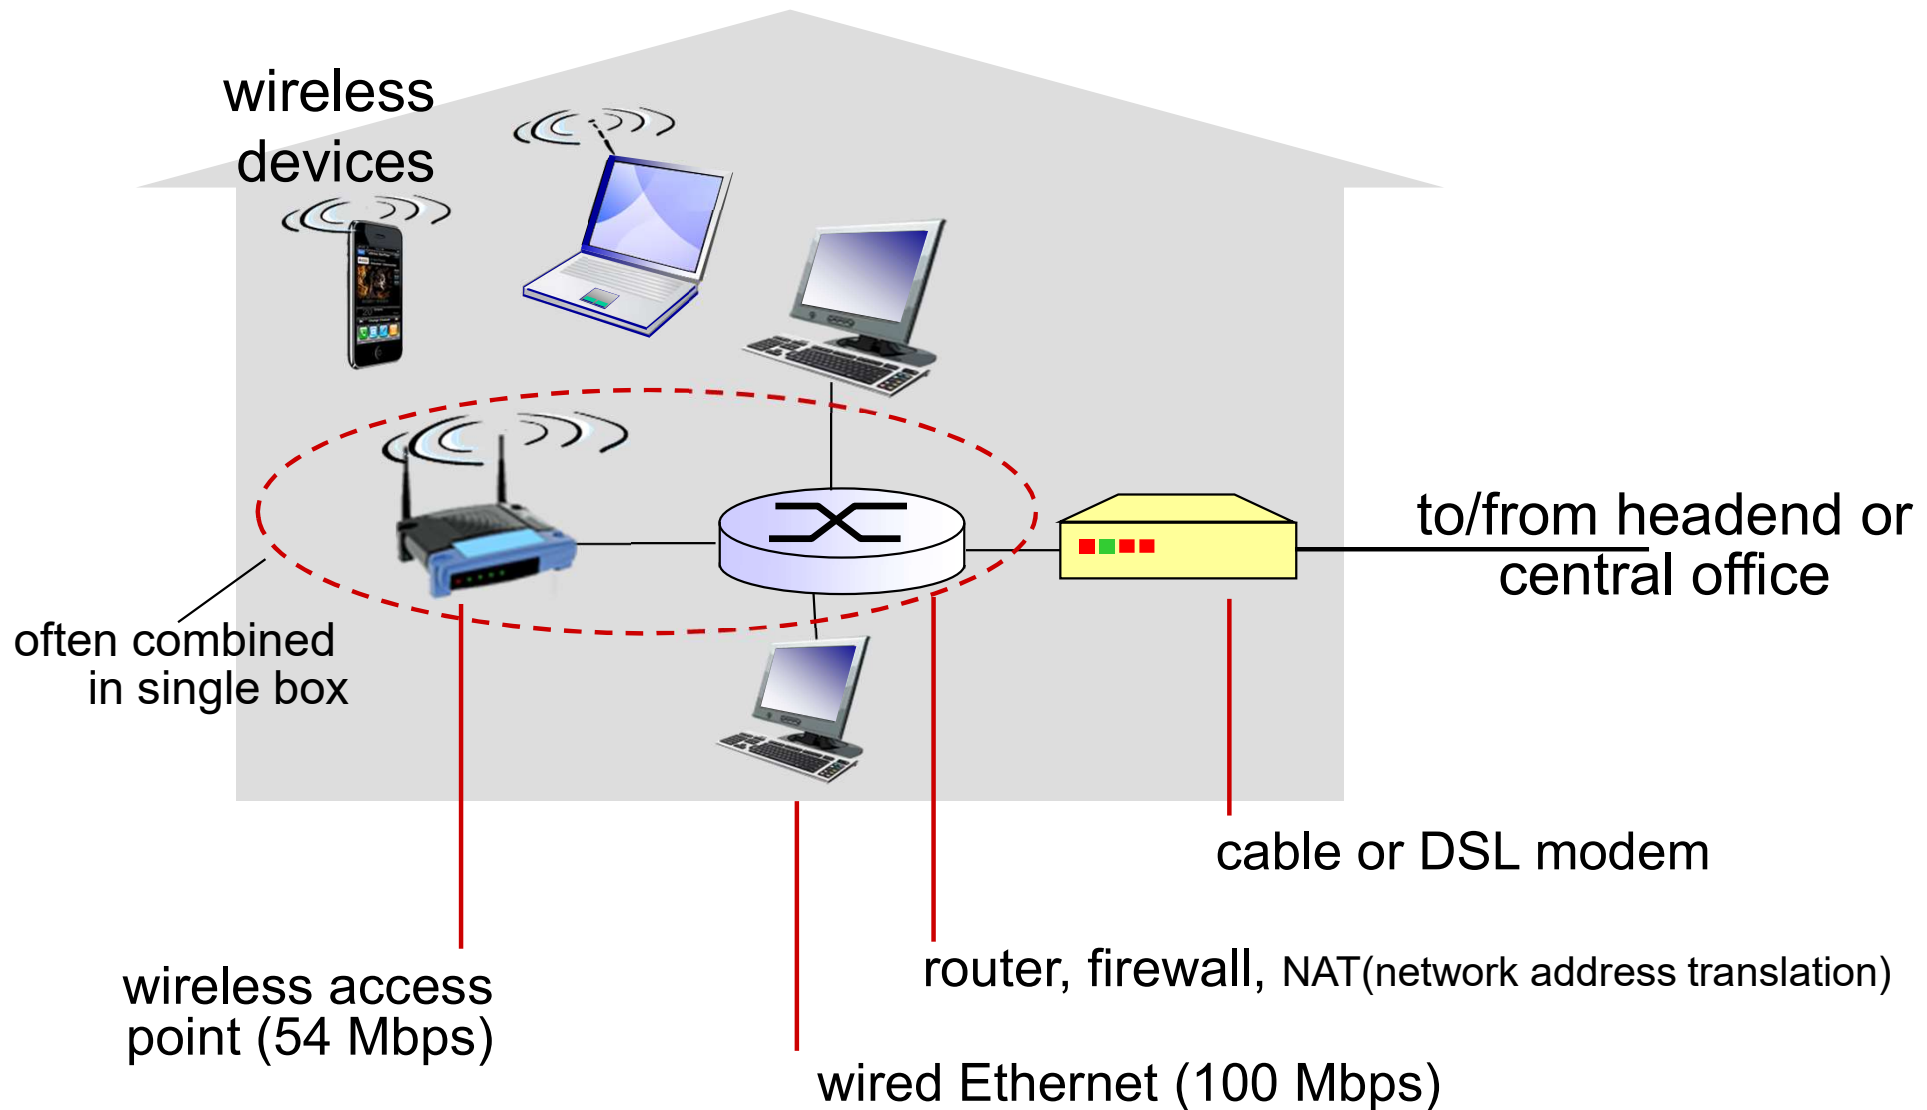 wireless
devices
to/from headend or
central office
often combined
in single box
cable or DSL modem
router, firewall, NAT(network address translation)
wireless access
point (54 Mbps)
wired Ethernet (100 Mbps)